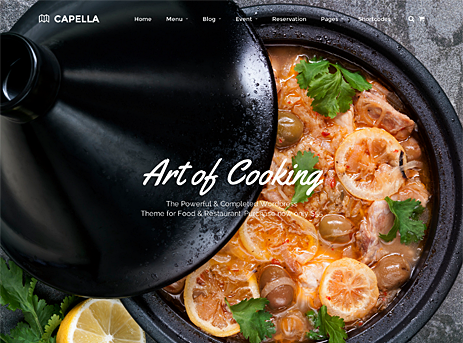 CAPELLA
Home Menu Blog Event Reservation Pages Shortcodes
Art of Cooking
The Powerful & Completed Wordpress
Theme for Food & Restaurant. Purchase now only $55